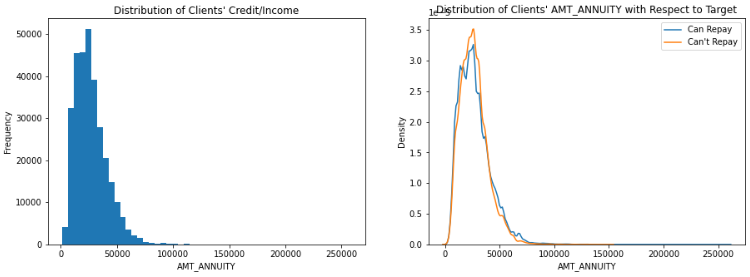 Distribution of Clients' Credit/Income
Frequency
50000
40000
30000
20000
10000
0
0 50000 100000 150000 200000 250000
AMT_ANNUITY
Distribution of Clients' AMT_ANNUITY with Respect to Target
Can Repay
Can't Repay
Density
3.5
3.0
2.5
2.0
1.5
1.0
0.5
0.0
0 50000 100000 150000 200000 250000
AMT_ANNUITY